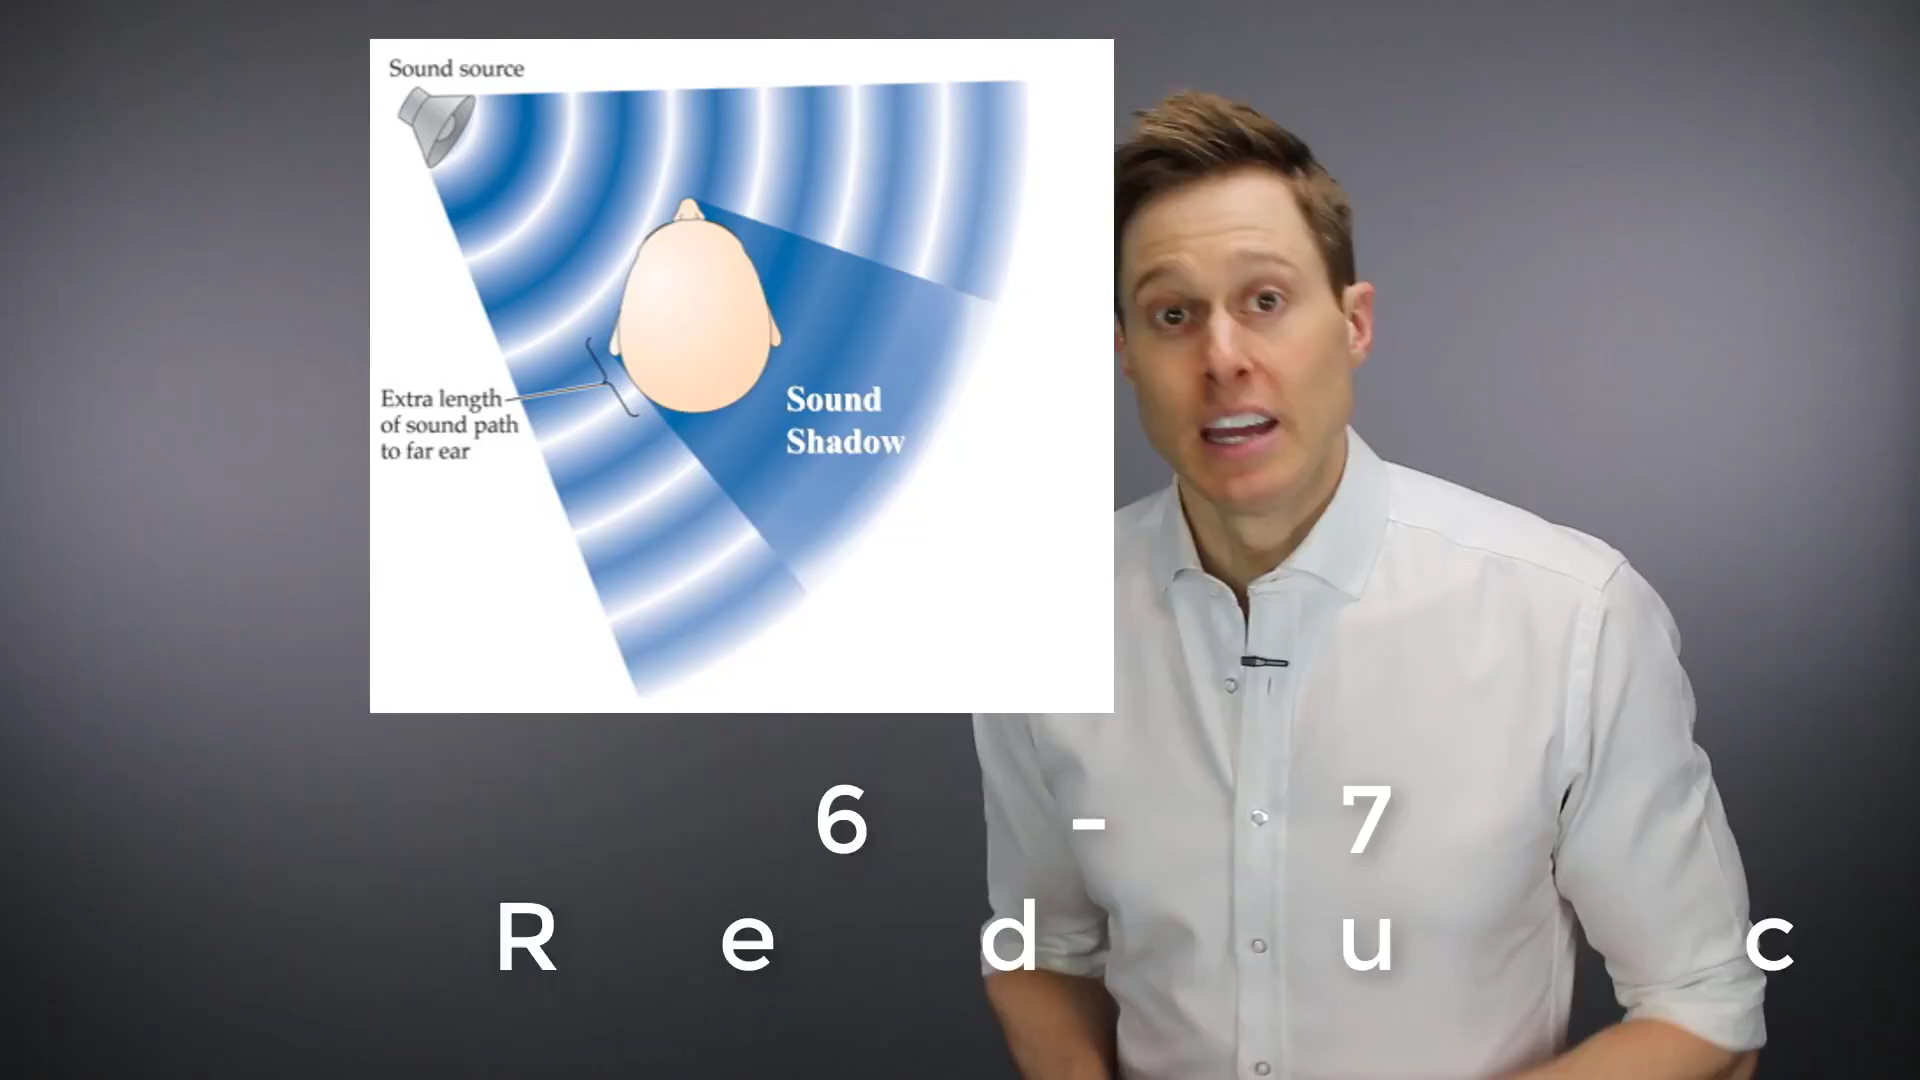 Sound source
Extra length
of sound path
to far ear
Sound
Shadow
6 - 7
R e d u c